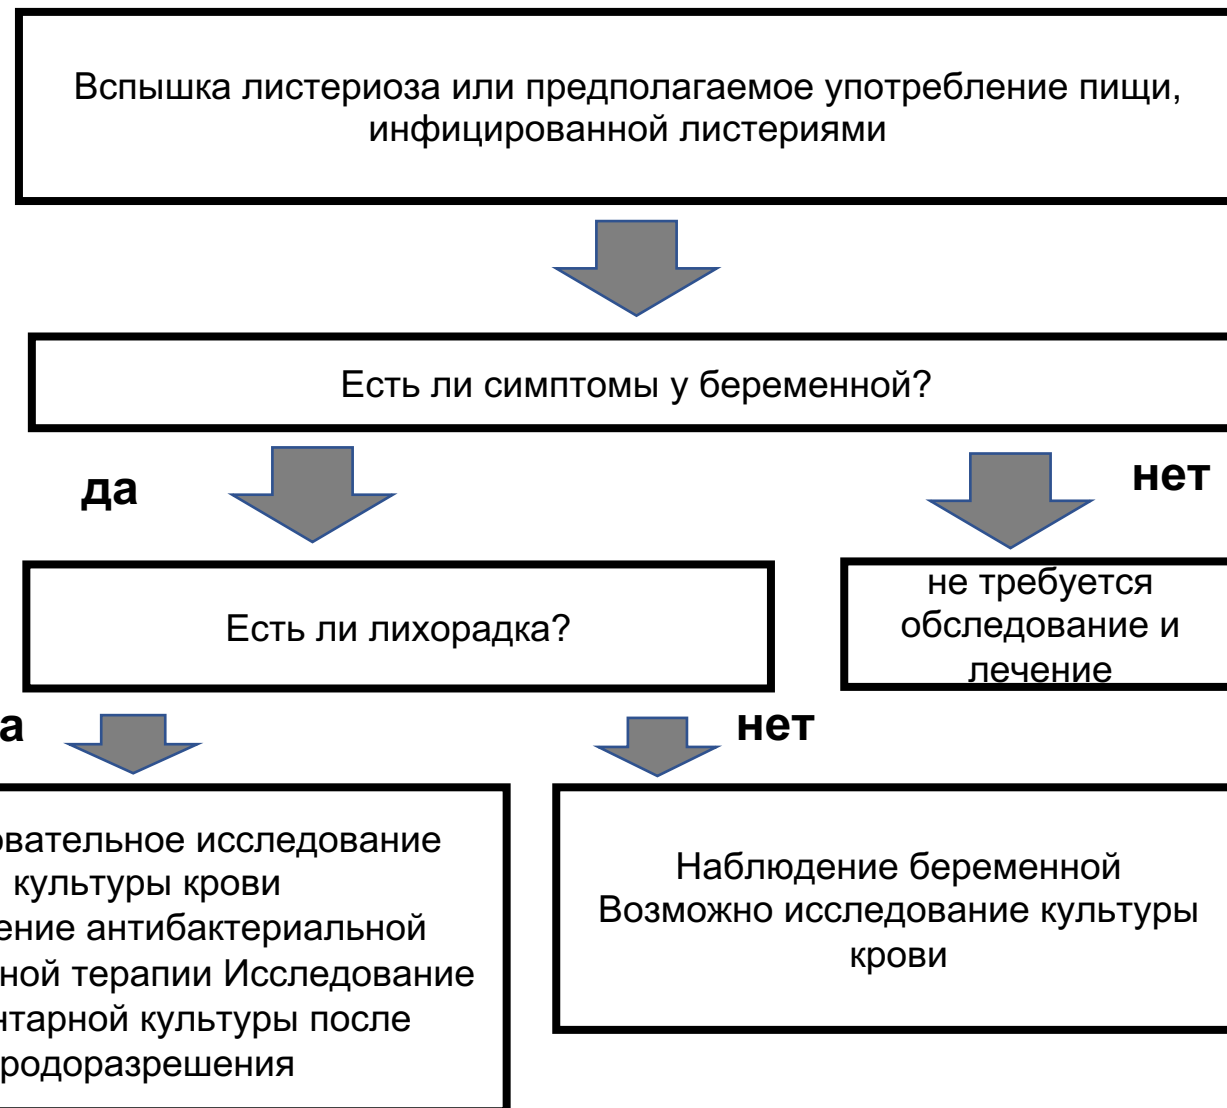 Вспышка листериоза или предполагаемое употребление пищи,
инфицированной листериями
Есть ли симптомы у беременной?
да
нет
Есть ли лихорадка?
не требуется
обследование и
лечение
а
нет
овательное исследование
культуры крови
ение антибактериальной
ной терапии Исследование
нтарной культуры после
родоразрешения
Наблюдение беременной
Возможно исследование культуры
крови